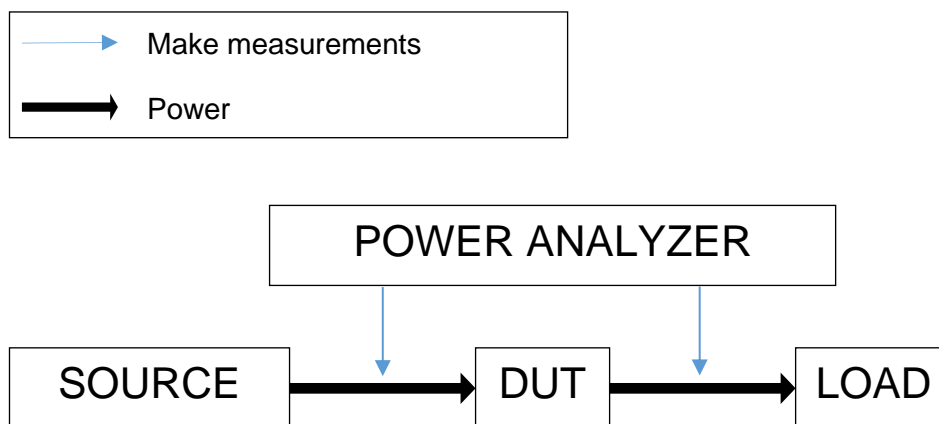 Make measurements
Power
POWER ANALYZER
SOURCE
DUT
LOAD